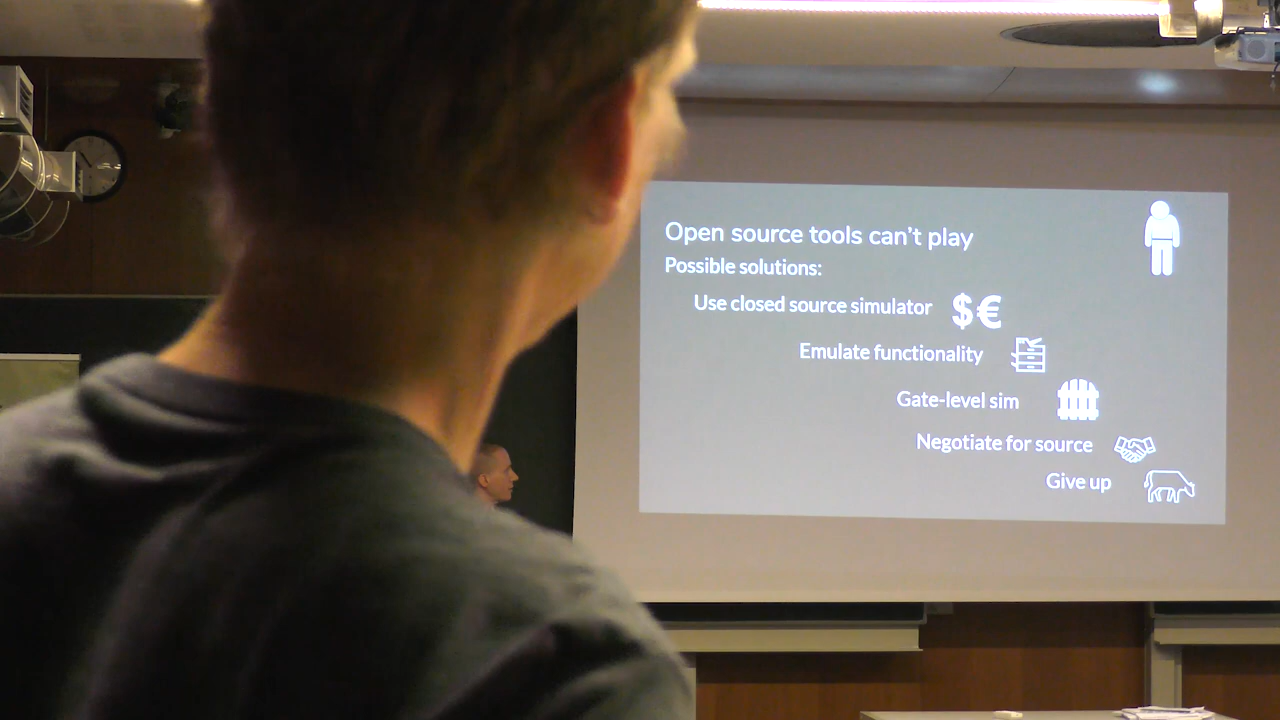 Open source tools can't play
Possible solutions:
Use closed source simulator $€
Emulate functionality
Gate-level sim
Negotiate for source
Give up